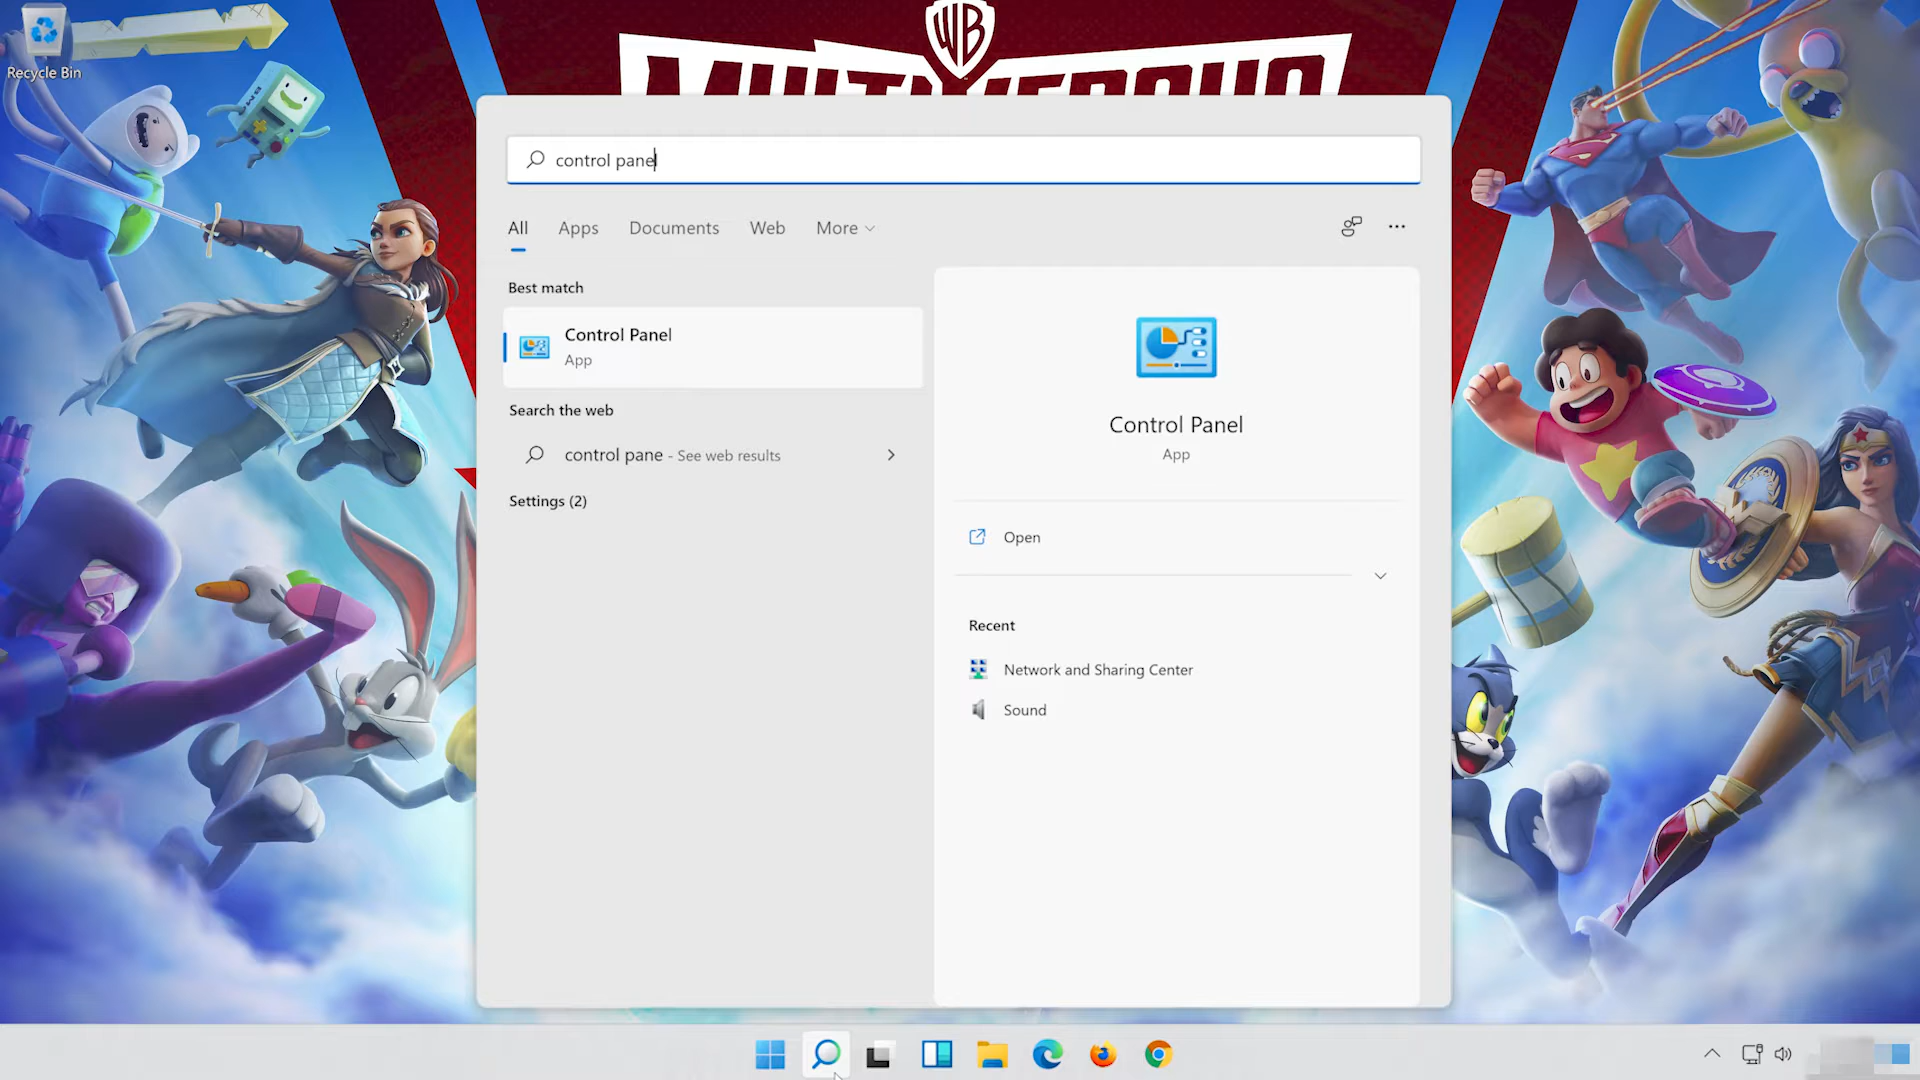 Recycle Bin
WB
control panel
All Apps Documents Web More
Best match
Control Panel
App
Search the web
control pane - See web results
Settings (2)
Control Panel
App
Open
Recent
Network and Sharing Center
Sound